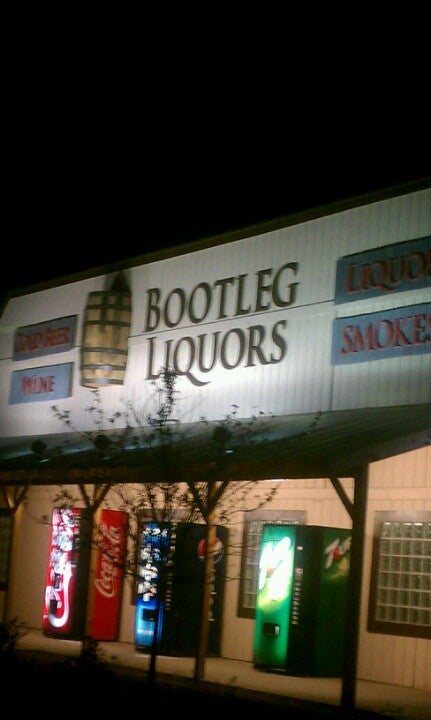 BOOTLEG
LIQUORS
COLD BEER
WINE
LIQUO
SMOKES
Coca-Cola
7UP